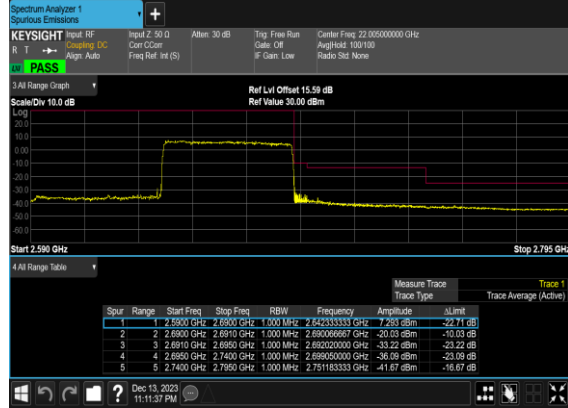 Spectrum Analyzer 1
Spurious Emissions
KEYSIGHT Input: RF Input Z: 50 Ω Atten: 30 dB Trig: Free Run Center Freq: 22.005000000 GHz
R T Coupling: DC Corr CCorr Gate: Off Avg|Hold: 100/100
Align: Auto Freq Ref: Int (S) IF Gain: Low Radio Std: None
PASS
3 All Range Graph
Ref Lvl Offset 15.59 dB
Scale/Div 10.0 dB Ref Value 30.00 dBm
Log
20.0
10.0
0.00
-10.0
-20.0
-30.0
-40.0
-50.0
-60.0
Start 2.590 GHz Stop 2.795 GHz
4 All Range Table
Measure Trace Trace 1
Trace Type Trace Average (Active)
Spur Range Start Freq Stop Freq RBW Frequency Amplitude ΔLimit
1 1 2.5900 GHz 2.6900 GHz 1.000 MHz 2.642333333 GHz 7.293 dBm -22.71 dB
2 2 2.6900 GHz 2.6910 GHz 1.000 MHz 2.690066667 GHz -20.03 dBm -10.03 dB
3 3 2.6910 GHz 2.6950 GHz 1.000 MHz 2.692020000 GHz -33.22 dBm -23.22 dB
4 4 2.6950 GHz 2.7400 GHz 1.000 MHz 2.699050000 GHz -36.09 dBm -23.09 dB
5 5 2.7400 GHz 2.7950 GHz 1.000 MHz 2.751183333 GHz -41.67 dBm -16.67 dB
Dec 13, 2023
11:11:37 PM